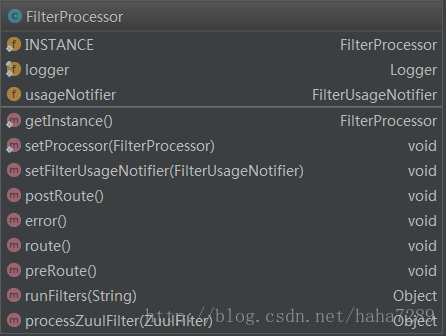 FilterProcessor
INSTANCE FilterProcessor
logger Logger
usageNotifier FilterUsageNotifier
getInstance() FilterProcessor
setProcessor(FilterProcessor) void
setFilterUsageNotifier(FilterUsageNotifier) void
postRoute() void
error() void
route() void
preRoute() void
runFilters(String) Object
processZuulFilter(ZuulFilter) Object
http://blog.csdn.net/haha7289